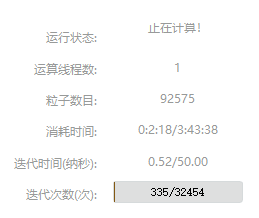 运行状态: 正在计算!
运算线程数: 1
粒子数目: 92575
消耗时间: 0:2:18/3:43:38
迭代时间(纳秒): 0.52/50.00
迭代次数(次): 335/32454